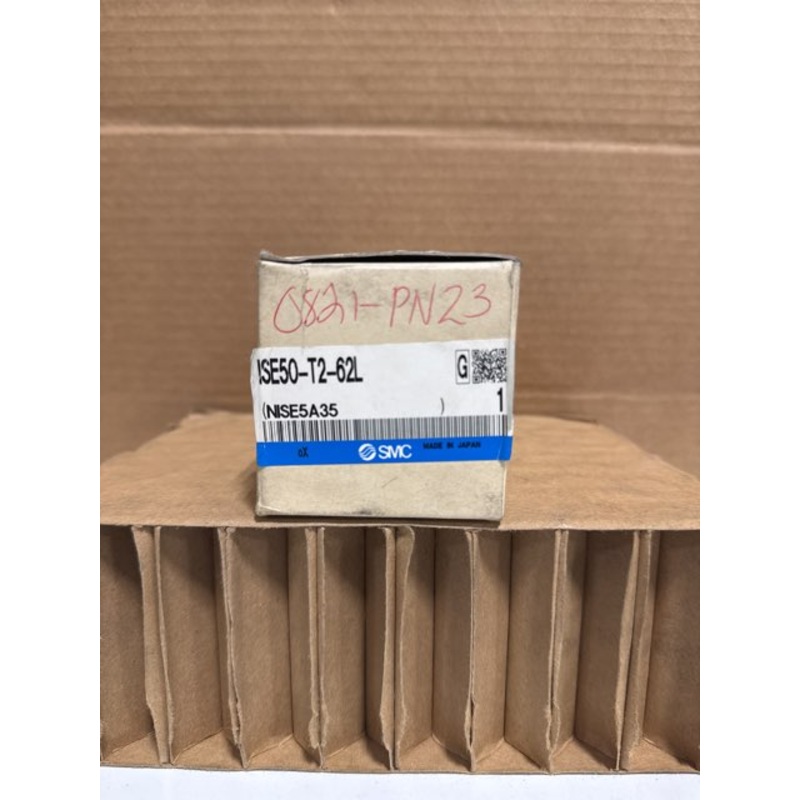 0821-PN23
ISE50-T2-62L
G
(NISE5A35 )
1
SMC
MADE IN JAPAN